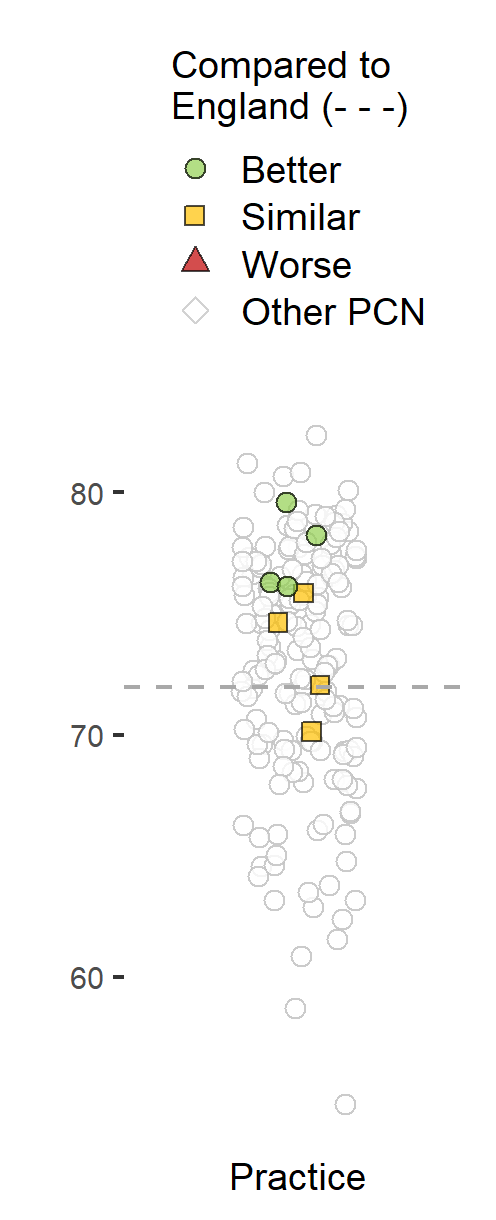 Compared to
England (- - -)
Better
Similar
Worse
Other PCN
80
70
60
Practice